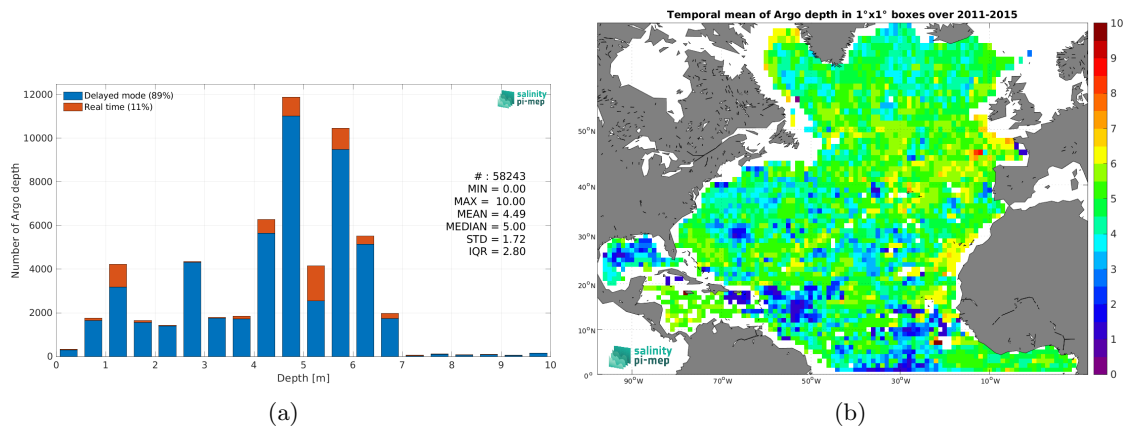 Delayed mode (89%)
Real time (11%)
salinity
pi-mep
12000
10000
8000
6000
4000
2000
0
Number of Argo depth
# : 58243
MIN = 0.00
MAX = 10.00
MEAN = 4.49
MEDIAN = 5.00
STD = 1.72
IQR = 2.80
0 1 2 3 4 5 6 7 8 9 10
Depth [m]
(a)
Temporal mean of Argo depth in 1°x1° boxes over 2011-2015
50°N
40°N
30°N
20°N
10°N
0°
90°W 70°W 50°W 30°W 10°W
salinity
pi-mep
10
9
8
7
6
5
4
3
2
1
0
(b)